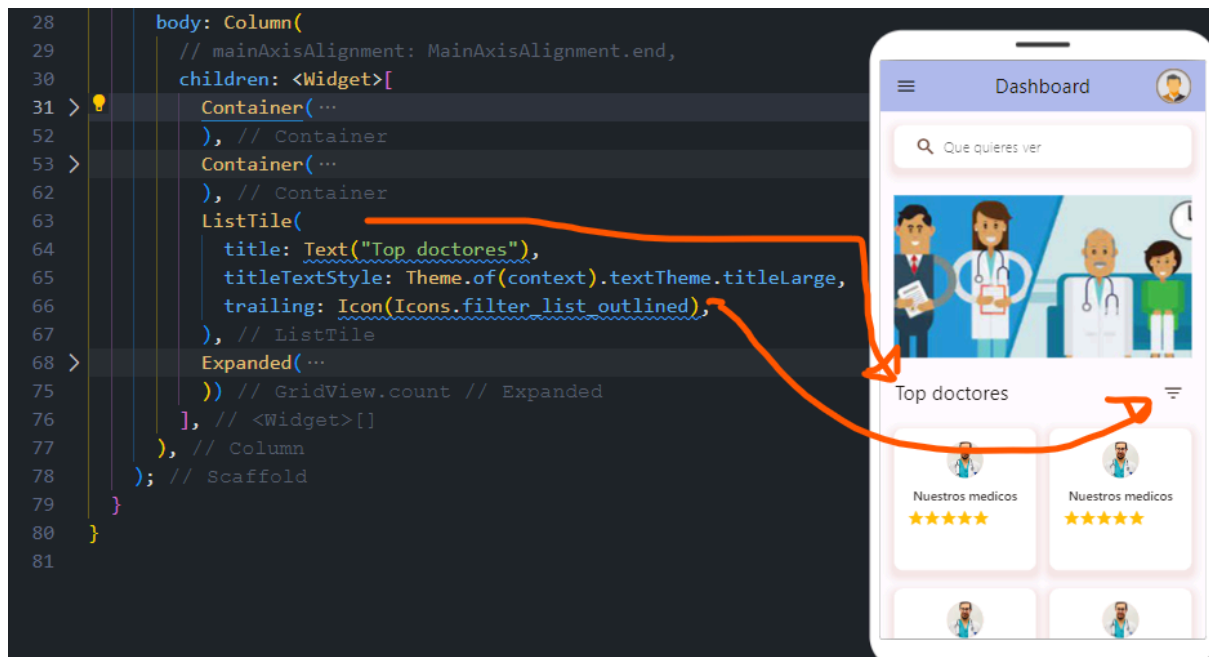 28 body: Column(
29 // mainAxisAlignment: MainAxisAlignment.end,
30 children: <Widget>[
31 Container( ⋯
52 ), // Container
53 Container( ⋯
62 ), // Container
63 ListTile(
64 title: Text("Top doctores"),
65 titleTextStyle: Theme.of(context).textTheme.titleLarge,
66 trailing: Icon(Icons.filter_list_outlined),
67 ), // ListTile
68 Expanded( ⋯
75 )) // GridView.count // Expanded
76 ], // <Widget>[]
77 ), // Column
78 ); // Scaffold
79 }
80 }
81
Dashboard
Que quieres ver
Top doctores
Nuestros medicos
Nuestros medicos